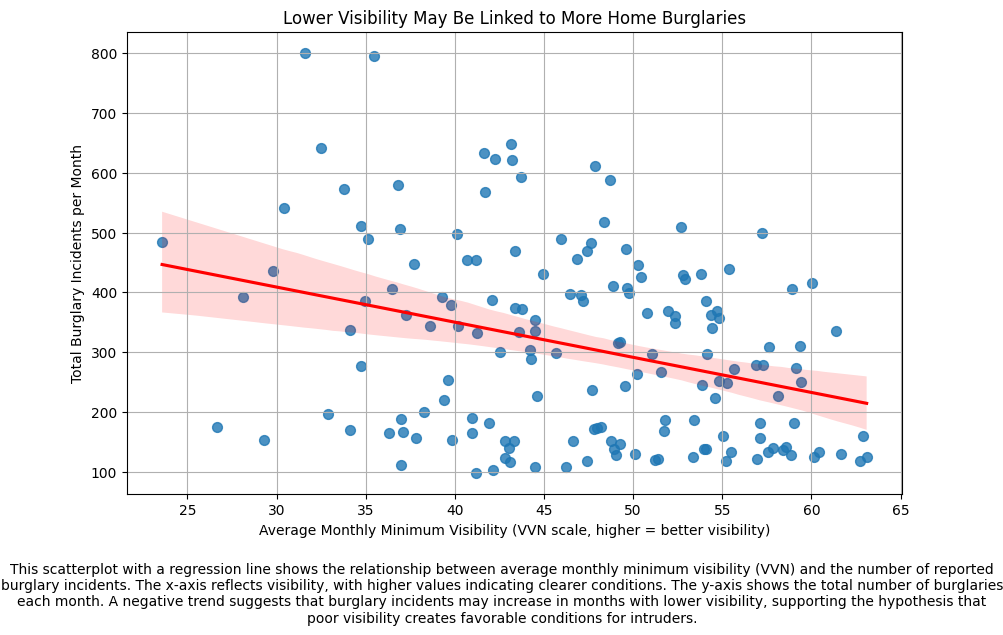 Lower Visibility May Be Linked to More Home Burglaries
800
700
600
500
400
300
200
100
Total Burglary Incidents per Month
25 30 35 40 45 50 55 60 65
Average Monthly Minimum Visibility (VVN scale, higher = better visibility)
This scatterplot with a regression line shows the relationship between average monthly minimum visibility (VVN) and the number of reported
burglary incidents. The x-axis reflects visibility, with higher values indicating clearer conditions. The y-axis shows the total number of burglaries
each month. A negative trend suggests that burglary incidents may increase in months with lower visibility, supporting the hypothesis that
poor visibility creates favorable conditions for intruders.